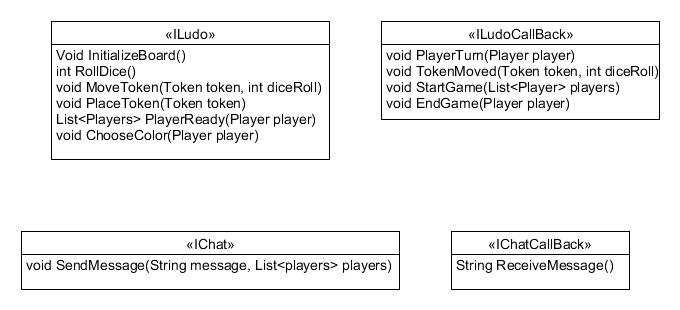 «ILudo»
Void InitializeBoard()
int RollDice()
void MoveToken(Token token, int diceRoll)
void PlaceToken(Token token)
List<Players> PlayerReady(Player player)
void ChooseColor(Player player)
«ILudoCallBack»
void PlayerTurn(Player player)
void TokenMoved(Token token, int diceRoll)
void StartGame(List<Player> players)
void EndGame(Player player)
«IChat»
void SendMessage(String message, List<players> players)
«IChatCallBack»
String ReceiveMessage()